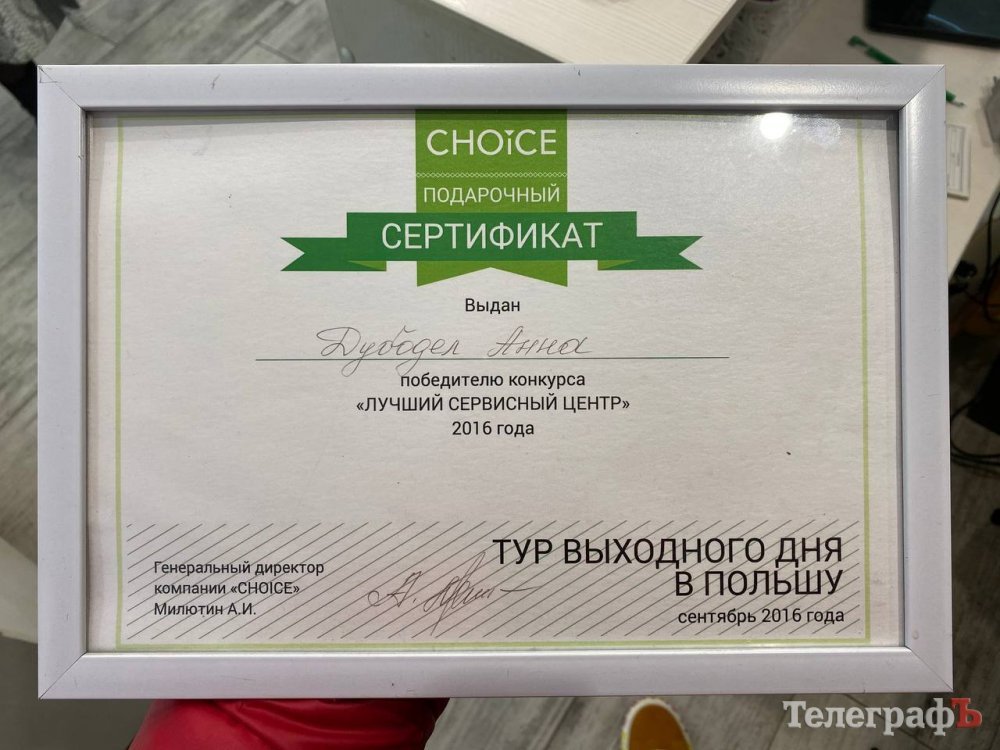 CHOiCE
ПОДАРОЧНЫЙ
СЕРТИФИКАТ
Выдан
Дубодел Анна
победителю конкурса
«ЛУЧШИЙ СЕРВИСНЫЙ ЦЕНТР»
2016 года
ТУР ВЫХОДНОГО ДНЯ
В ПОЛЬШУ
сентябрь 2016 года
Генеральный директор
компании «CHOICE»
Милютин А.И.
ТелеграфЪ